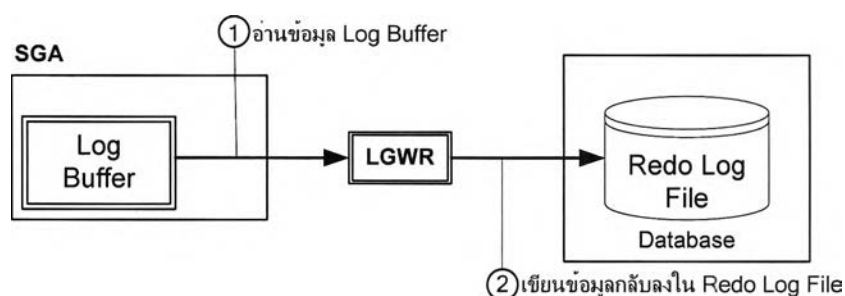 1 อ่านข้อมูล Log Buffer
SGA
Log
Buffer
LGWR
Redo Log
File
Database
2 เขียนข้อมูลกลับลงใน Redo Log File